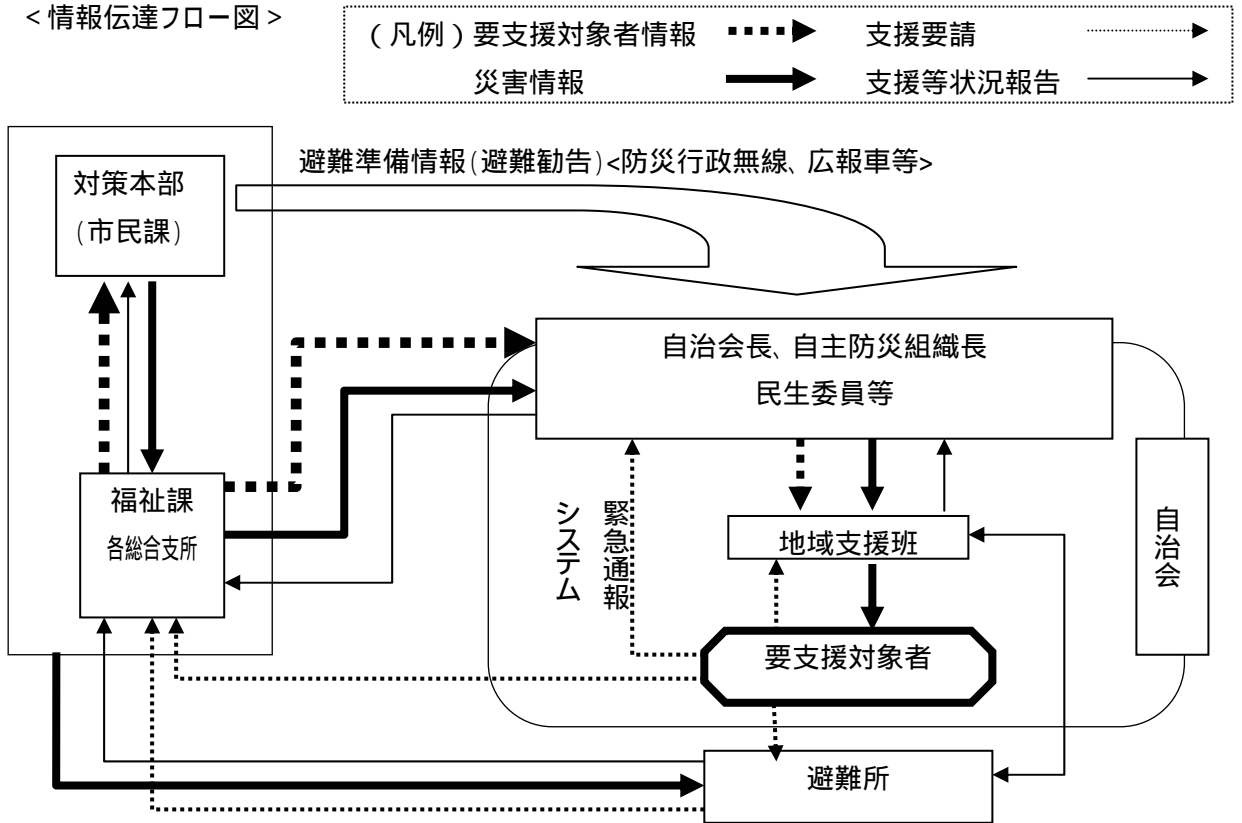 ＜情報伝達フロー図＞
（凡例）要支援対象者情報
支援要請
災害情報
支援等状況報告
避難準備情報(避難勧告)<防災行政無線、広報車等>
対策本部
(市民課)
自治会長、自主防災組織長
民生委員等
福祉課
各総合支所
緊急通報
システム
地域支援班
自治会
要支援対象者
避難所